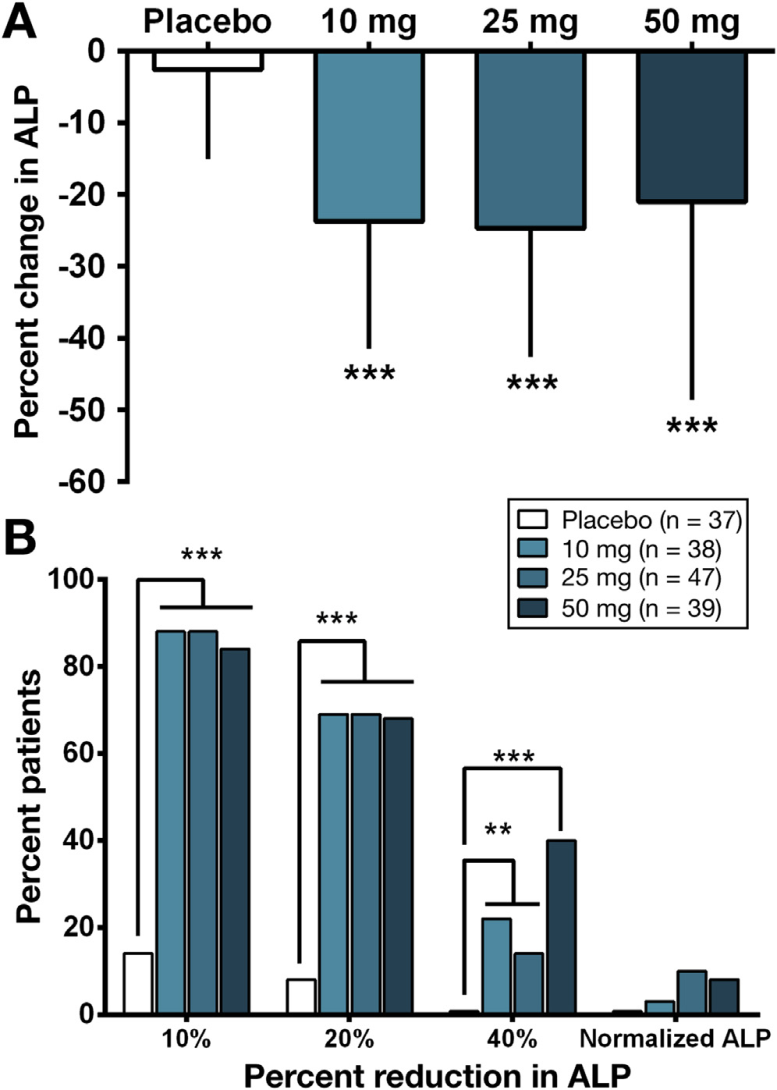 A
Placebo 10 mg 25 mg 50 mg
Percent change in ALP
0
-10
-20
-30
-40
-50
-60
***
***
***
B
Placebo (n = 37)
10 mg (n = 38)
25 mg (n = 47)
50 mg (n = 39)
Percent patients
100
80
60
40
20
0
***
***
***
**
10% 20% 40% Normalized ALP
Percent reduction in ALP